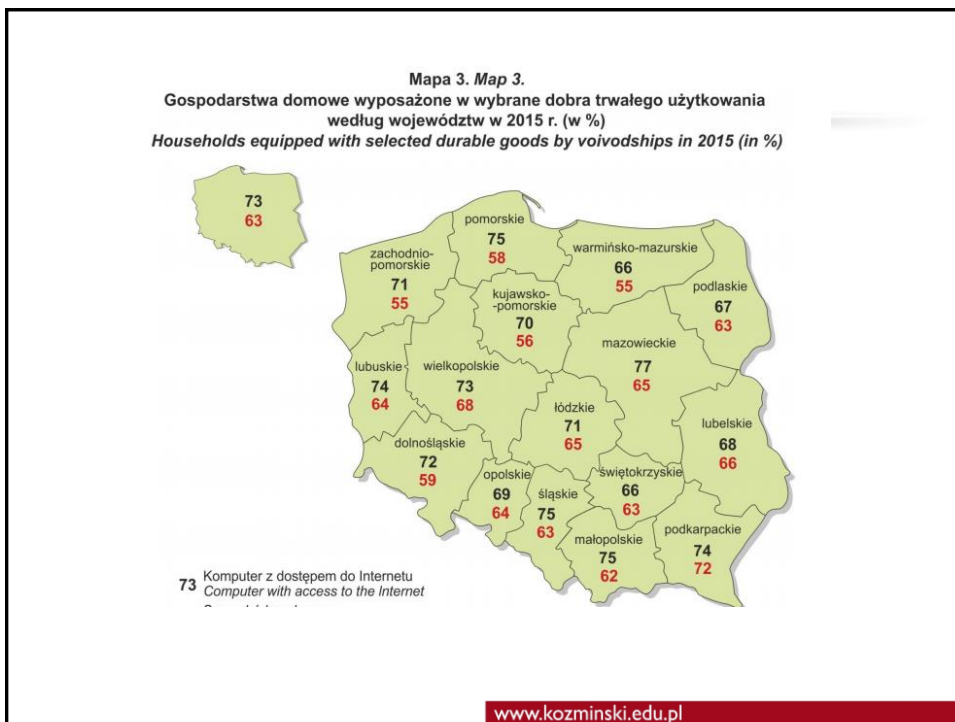 Mapa 3. Map 3.
Gospodarstwa domowe wyposażone w wybrane dobra trwałego użytkowania
według województw w 2015 r. (w %)
Households equipped with selected durable goods by voivodships in 2015 (in %)
73
63
pomorskie
75
58
warmińsko-mazurskie
66
55
zachodnio-
pomorskie
71
55
podlaskie
67
63
kujawsko-
-pomorskie
70
56
mazowieckie
77
65
lubuskie
74
64
wielkopolskie
73
68
łódzkie
71
65
lubelskie
68
66
dolnośląskie
72
59
opolskie
69
64
śląskie
75
63
świętokrzyskie
66
63
małopolskie
75
62
podkarpackie
74
72
73 Komputer z dostępem do Internetu
Computer with access to the Internet
www.kozminski.edu.pl